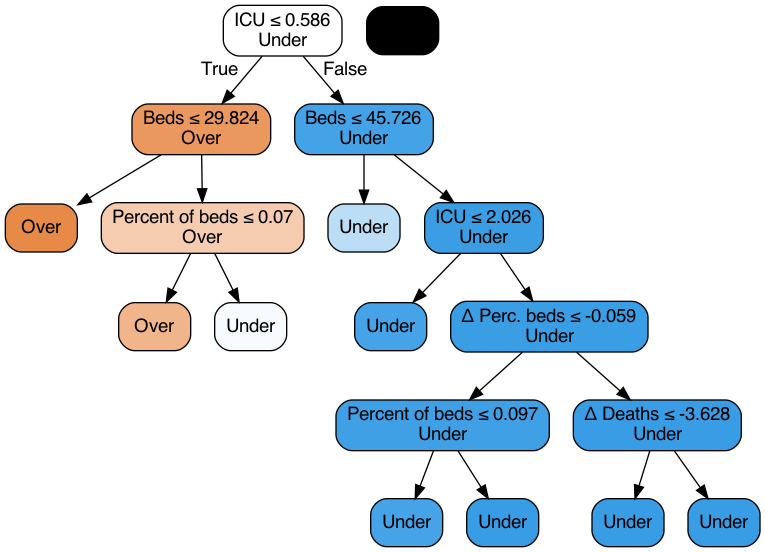 ICU ≤ 0.586
Under
True
False
Beds ≤ 29.824
Over
Beds ≤ 45.726
Under
Over
Percent of beds ≤ 0.07
Over
Under
ICU ≤ 2.026
Under
Over
Under
Under
Δ Perc. beds ≤ -0.059
Under
Percent of beds ≤ 0.097
Under
Δ Deaths ≤ -3.628
Under
Under
Under
Under
Under